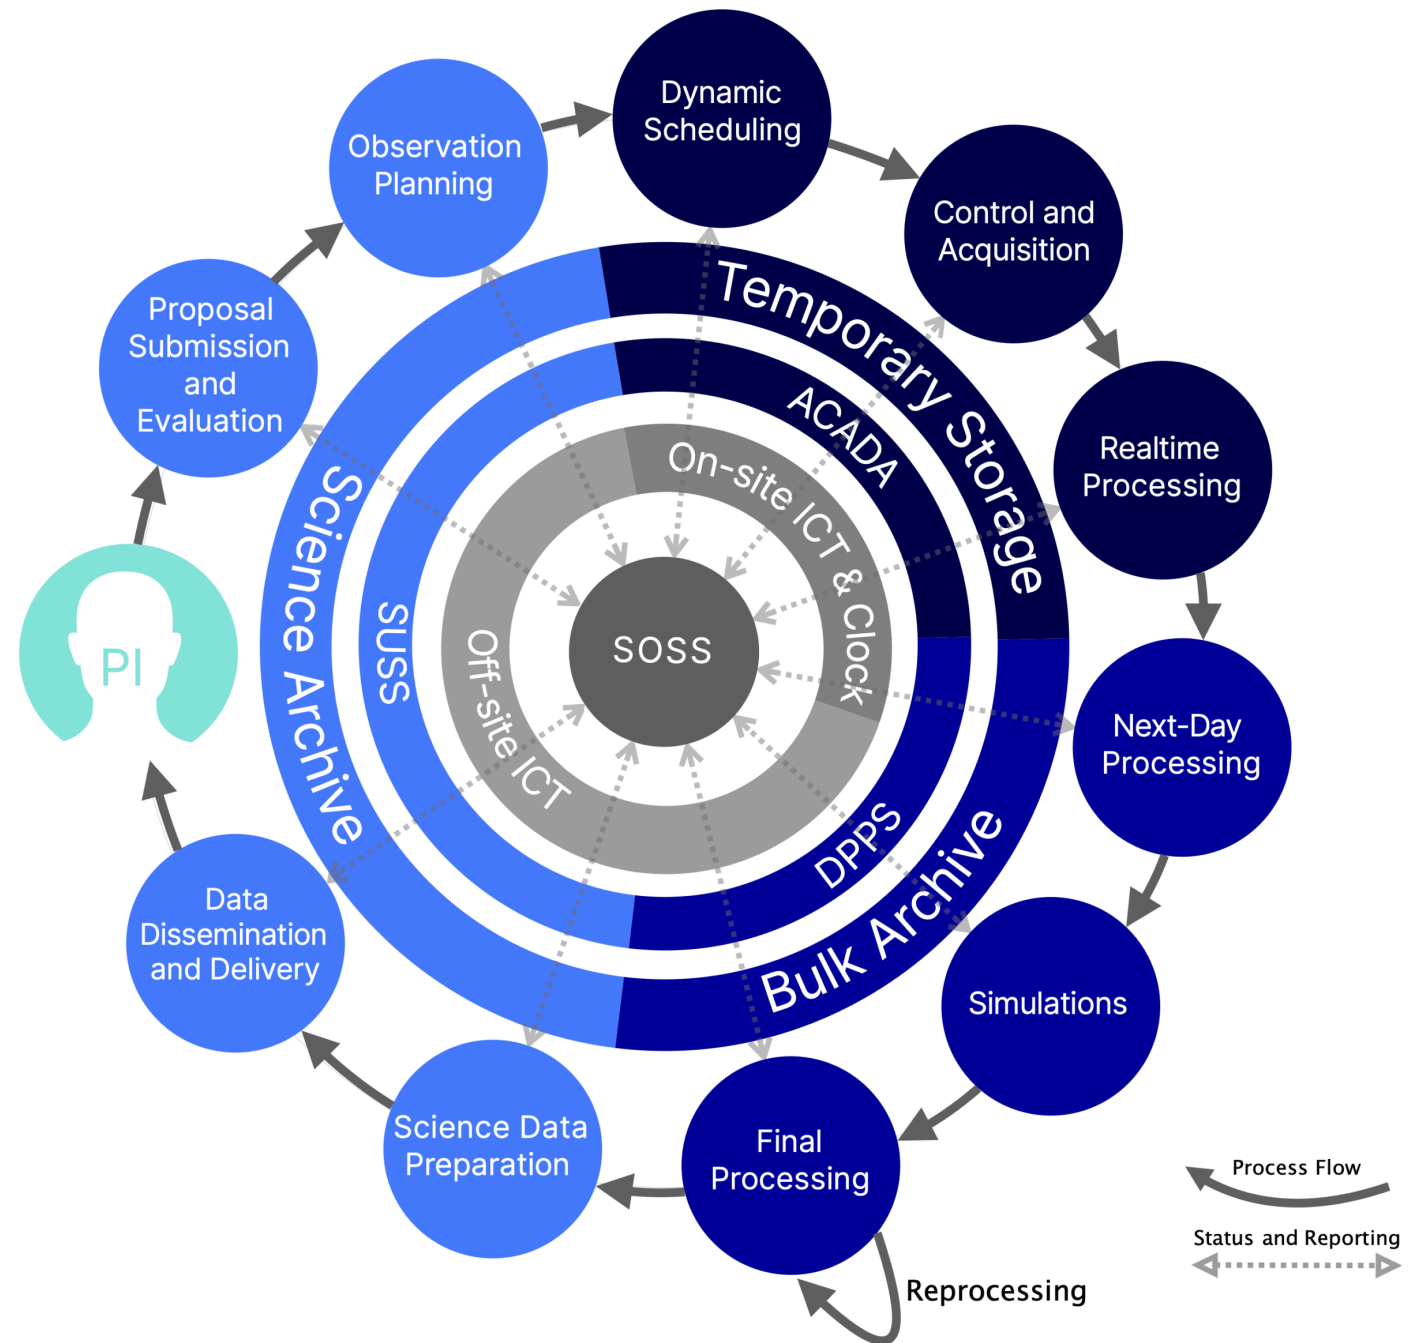 Dynamic
Scheduling
Observation
Planning
Control and
Acquisition
Proposal
Submission
and
Evaluation
Realtime
Processing
Temporary Storage
ACADA
On-site ICT & Clock
Science Archive
SUSS
Off-site ICT
SOSS
PI
Next-Day
Processing
DPPS
Bulk Archive
Data
Dissemination
and Delivery
Simulations
Science Data
Preparation
Final
Processing
Reprocessing
Process Flow
Status and Reporting